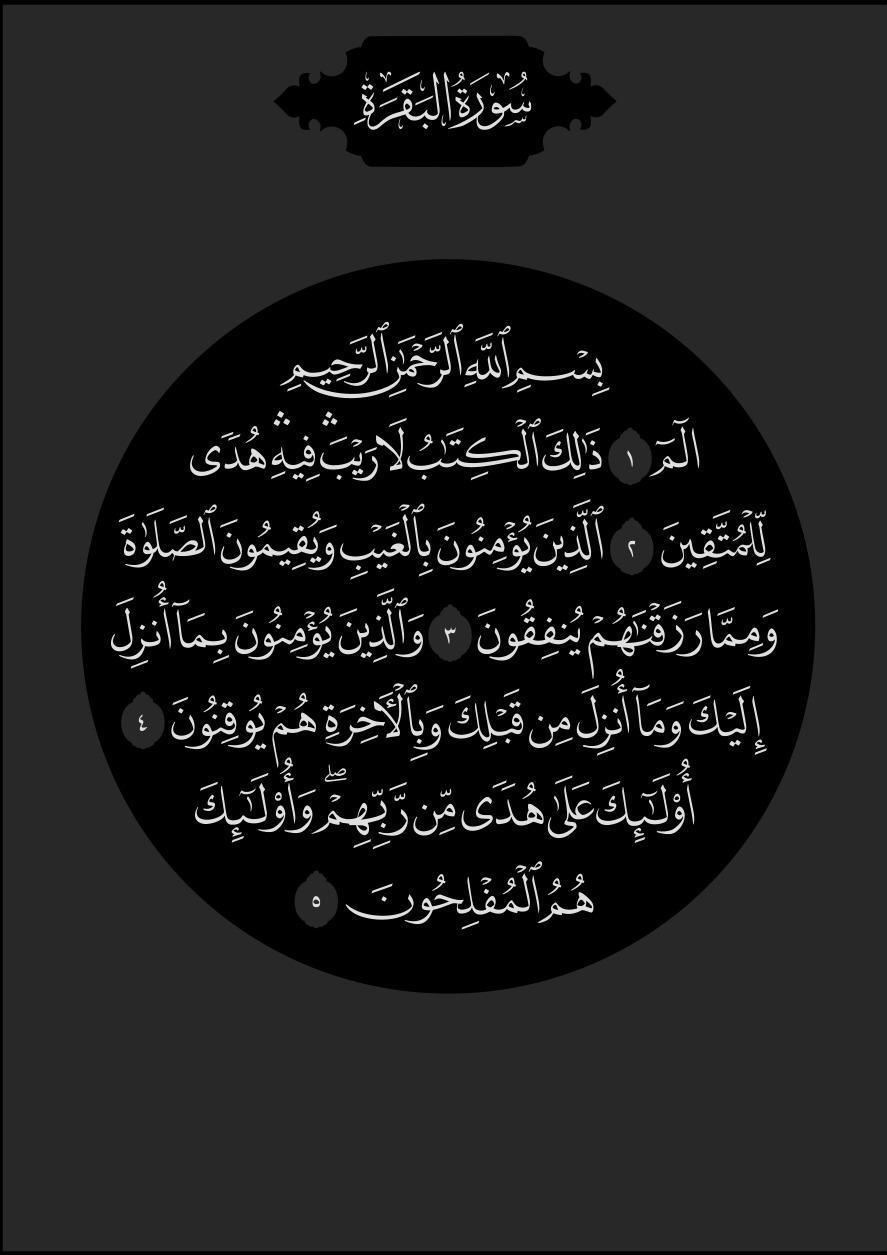 سُورَةُ البَقَرَةِ
بِسْمِ ٱللَّهِ ٱلرَّحْمَٰنِ ٱلرَّحِيمِ
الٓمٓ ١ ذَٰلِكَ ٱلْكِتَٰبُ لَا رَيْبَ ۛ فِيهِ ۛ هُدًى
لِّلْمُتَّقِينَ ٢ ٱلَّذِينَ يُؤْمِنُونَ بِٱلْغَيْبِ وَيُقِيمُونَ ٱلصَّلَوٰةَ
وَمِمَّا رَزَقْنَٰهُمْ يُنفِقُونَ ٣ وَٱلَّذِينَ يُؤْمِنُونَ بِمَآ أُنزِلَ
إِلَيْكَ وَمَآ أُنزِلَ مِن قَبْلِكَ وَبِٱلْأَخِرَةِ هُمْ يُوقِنُونَ ٤
أُو۟لَٰٓئِكَ عَلَىٰ هُدًى مِّن رَّبِّهِمْ ۖ وَأُو۟لَٰٓئِكَ
هُمُ ٱلْمُفْلِحُونَ ٥